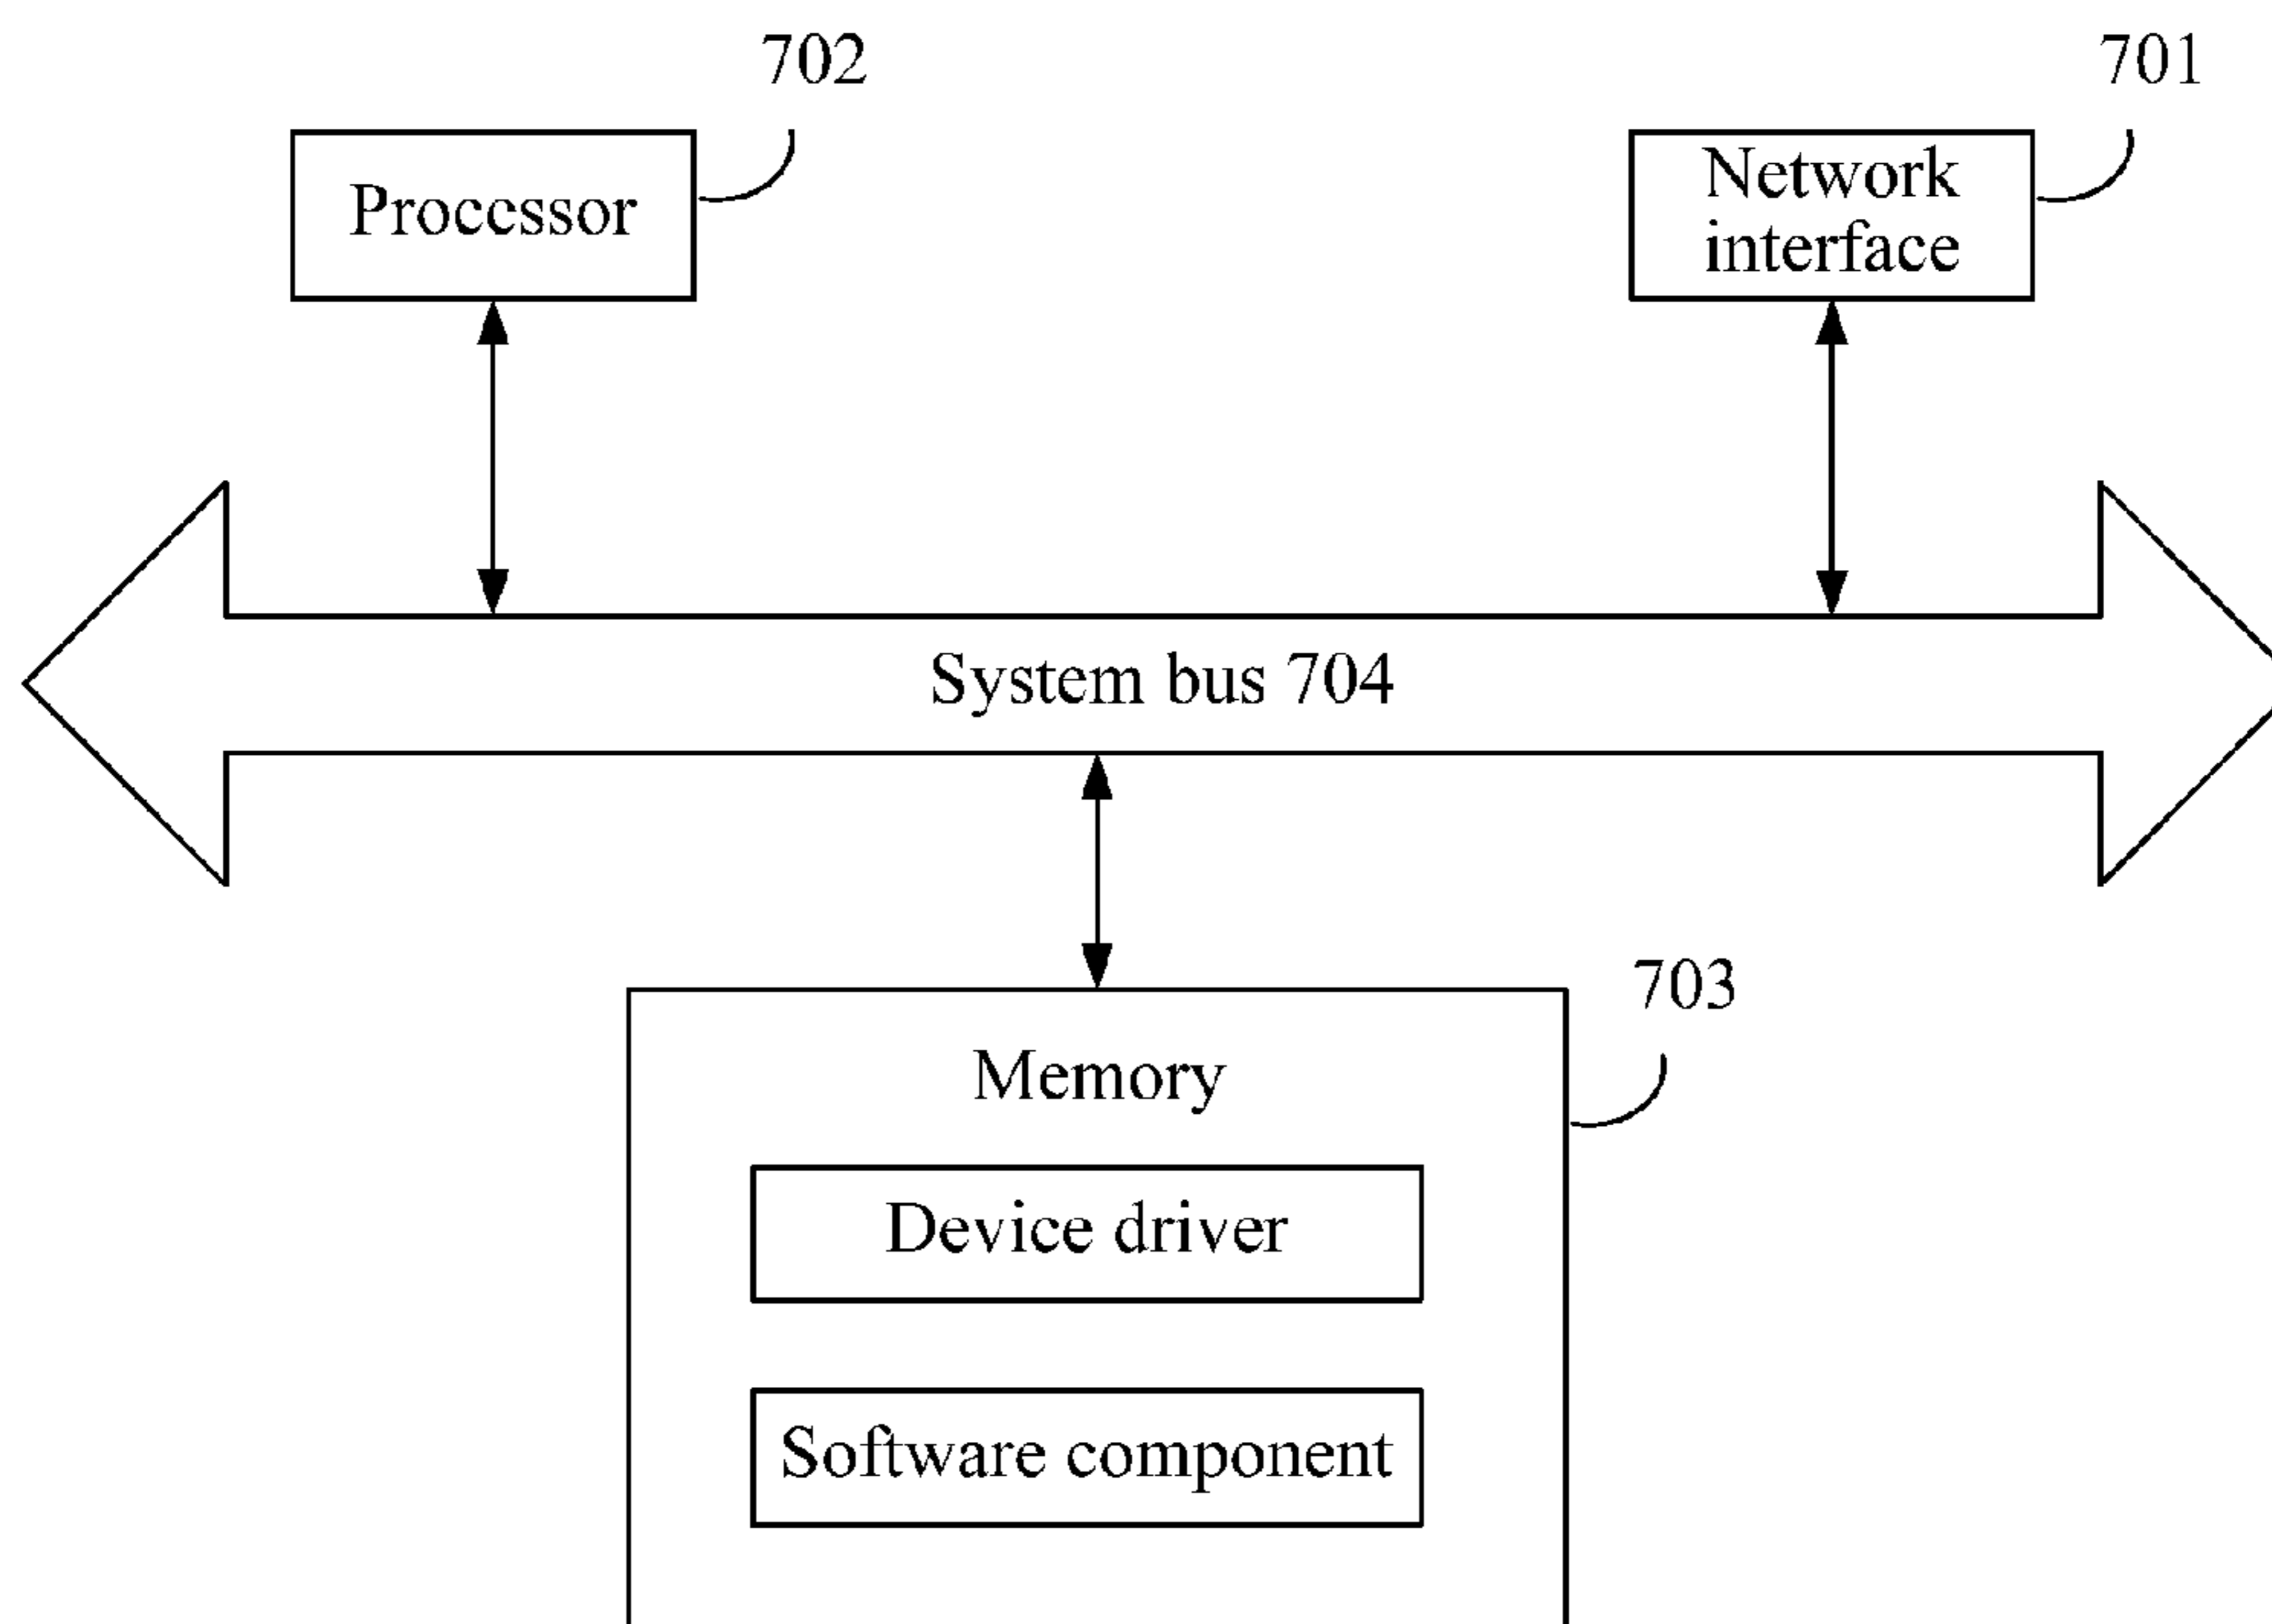 702
701
Processor
Network
interface
System bus 704
703
Memory
Device driver
Software component